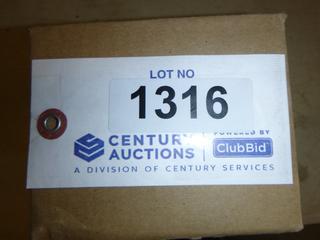 LOT NO
1316
CENTURY AUCTIONS
POWERED BY
ClubBid
A DIVISION OF CENTURY SERVICES